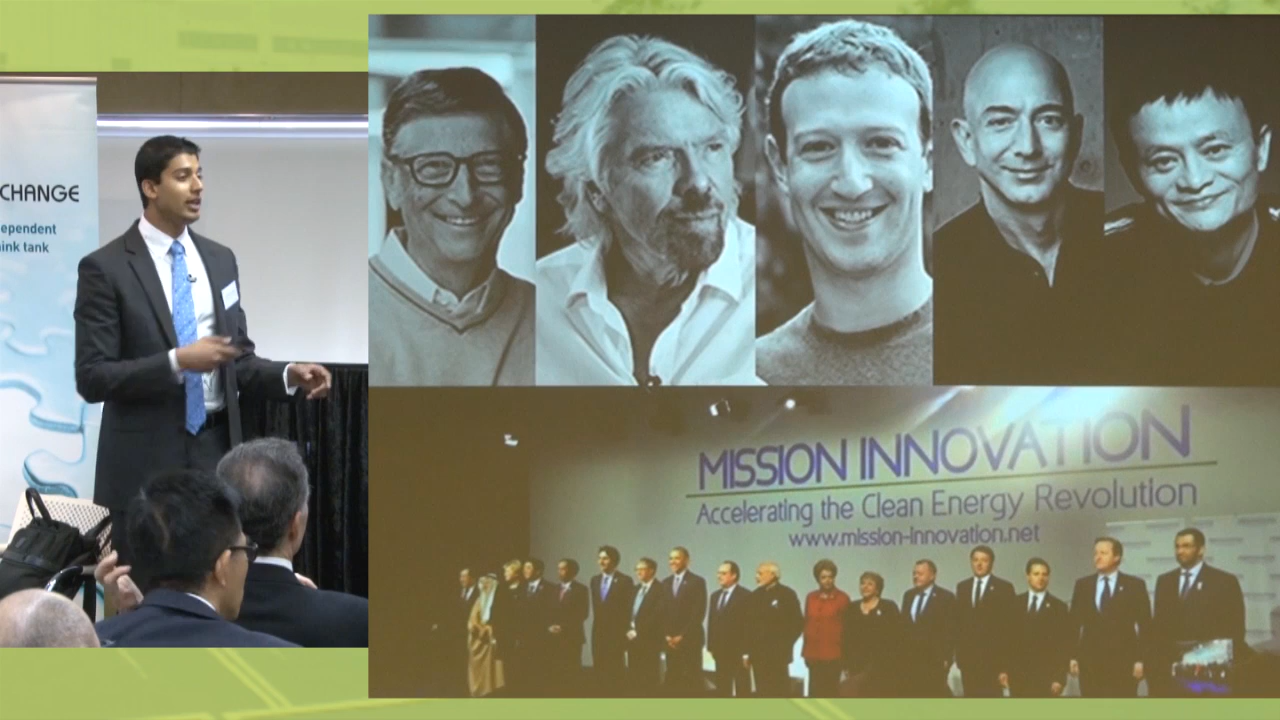 CHANGE
ependent
ink tank
MISSION INNOVATION
Accelerating the Clean Energy Revolution
www.mission-innovation.net